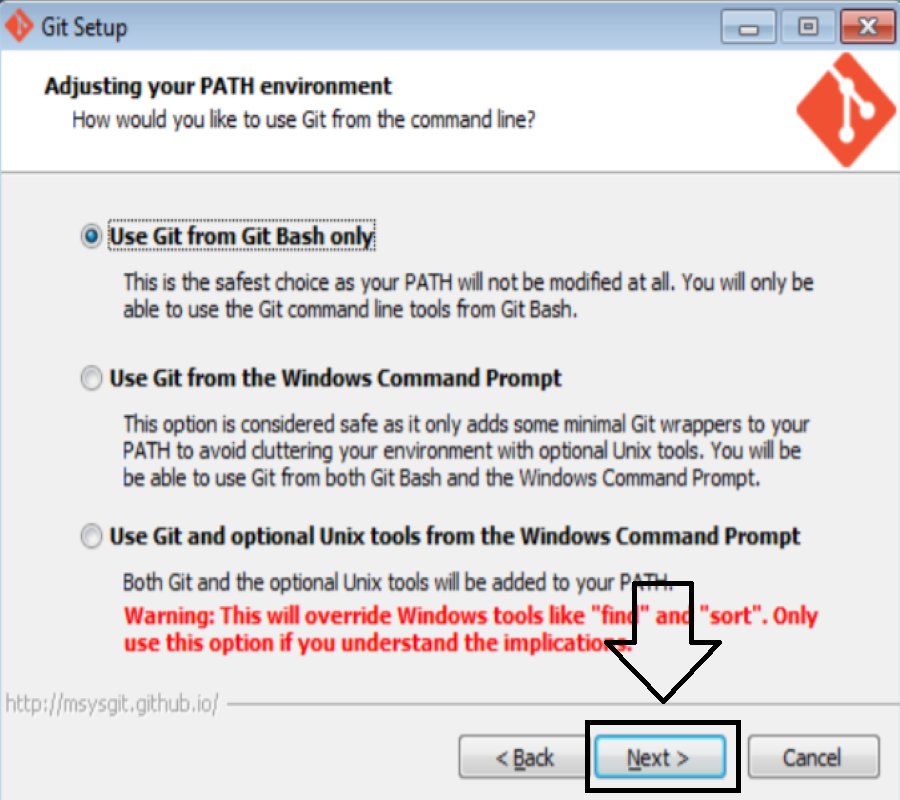 Git Setup
Adjusting your PATH environment
How would you like to use Git from the command line?
Use Git from Git Bash only
This is the safest choice as your PATH will not be modified at all. You will only be
able to use the Git command line tools from Git Bash.
Use Git from the Windows Command Prompt
This option is considered safe as it only adds some minimal Git wrappers to your
PATH to avoid cluttering your environment with optional Unix tools. You will be
be able to use Git from both Git Bash and the Windows Command Prompt.
Use Git and optional Unix tools from the Windows Command Prompt
Both Git and the optional Unix tools will be added to your PATH.
Warning: This will override Windows tools like "find" and "sort". Only
use this option if you understand the implications.
http://msysgit.github.io/
< Back Next > Cancel